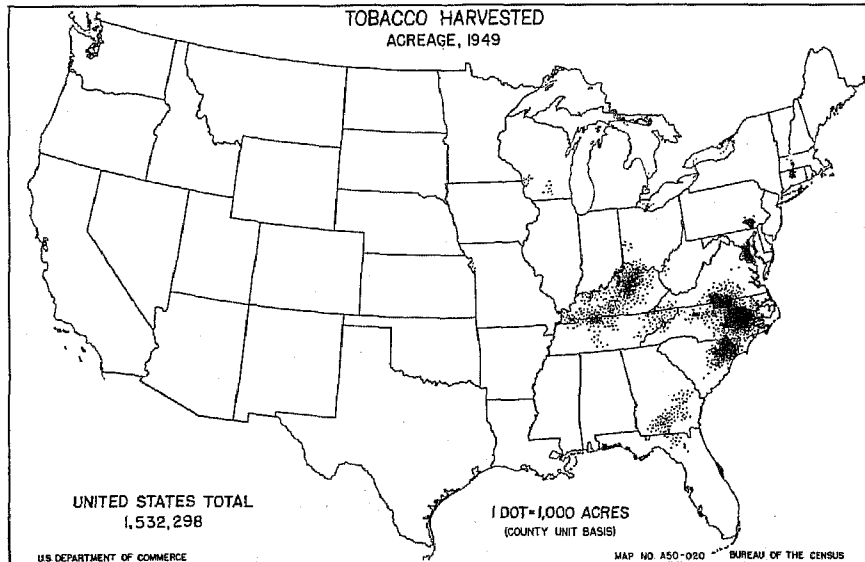 TOBACCO HARVESTED
ACREAGE, 1949
UNITED STATES TOTAL
1,532,298
1 DOT=1,000 ACRES
(COUNTY UNIT BASIS)
U.S. DEPARTMENT OF COMMERCE
MAP NO. A50-020 BUREAU OF THE CENSUS